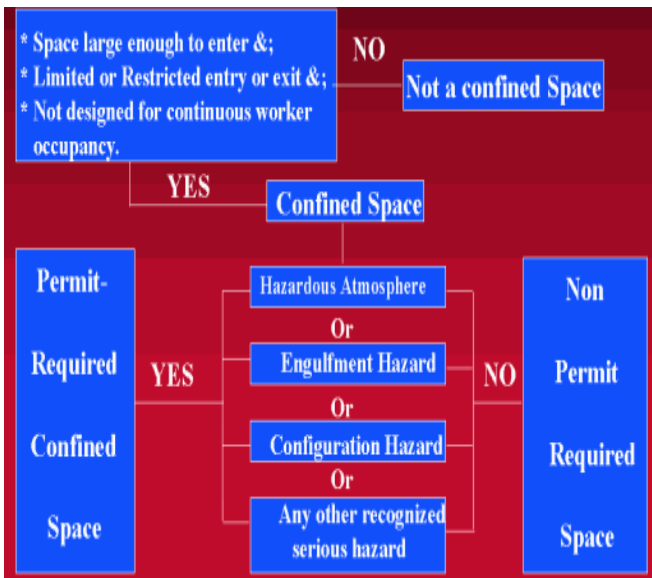 * Space large enough to enter &;
* Limited or Restricted entry or exit &;
* Not designed for continuous worker
occupancy.
NO
Not a confined Space
YES
Confined Space
Permit-
Required
Confined
Space
YES
Hazardous Atmosphere
Or
Engulfment Hazard
Or
Configuration Hazard
Or
Any other recognized
serious hazard
NO
Non
Permit
Required
Space